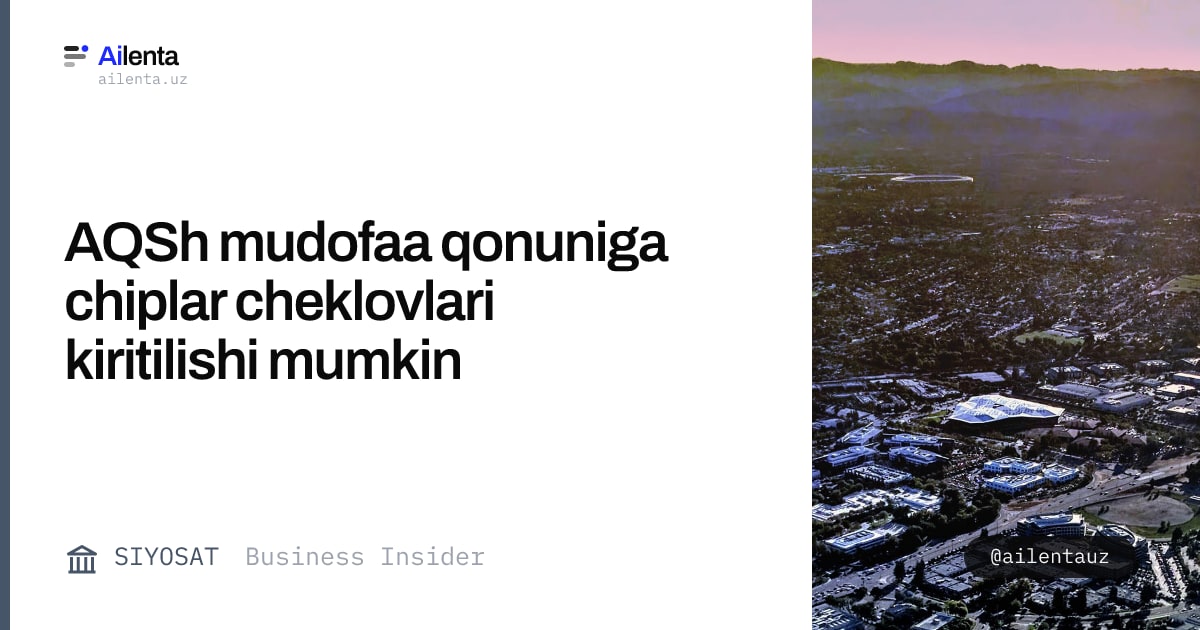 Ailenta
ailenta.uz
AQSh mudofaa qonuniga
chiplar cheklovlari
kiritilishi mumkin
SIYOSAT Business Insider
@ailentauz